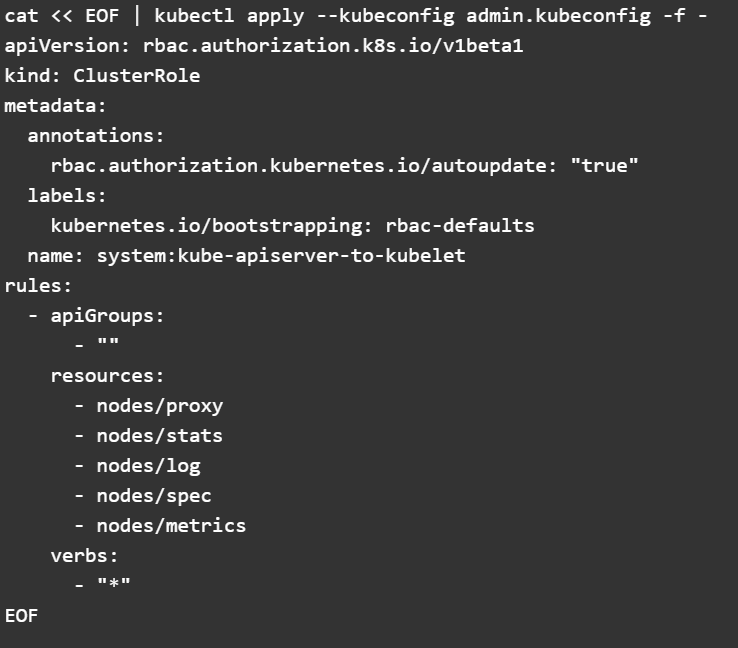 cat << EOF | kubectl apply --kubeconfig admin.kubeconfig -f -
apiVersion: rbac.authorization.k8s.io/v1beta1
kind: ClusterRole
metadata:
  annotations:
    rbac.authorization.kubernetes.io/autoupdate: "true"
  labels:
    kubernetes.io/bootstrapping: rbac-defaults
  name: system:kube-apiserver-to-kubelet
rules:
  - apiGroups:
      - ""
    resources:
      - nodes/proxy
      - nodes/stats
      - nodes/log
      - nodes/spec
      - nodes/metrics
    verbs:
      - "*"
EOF